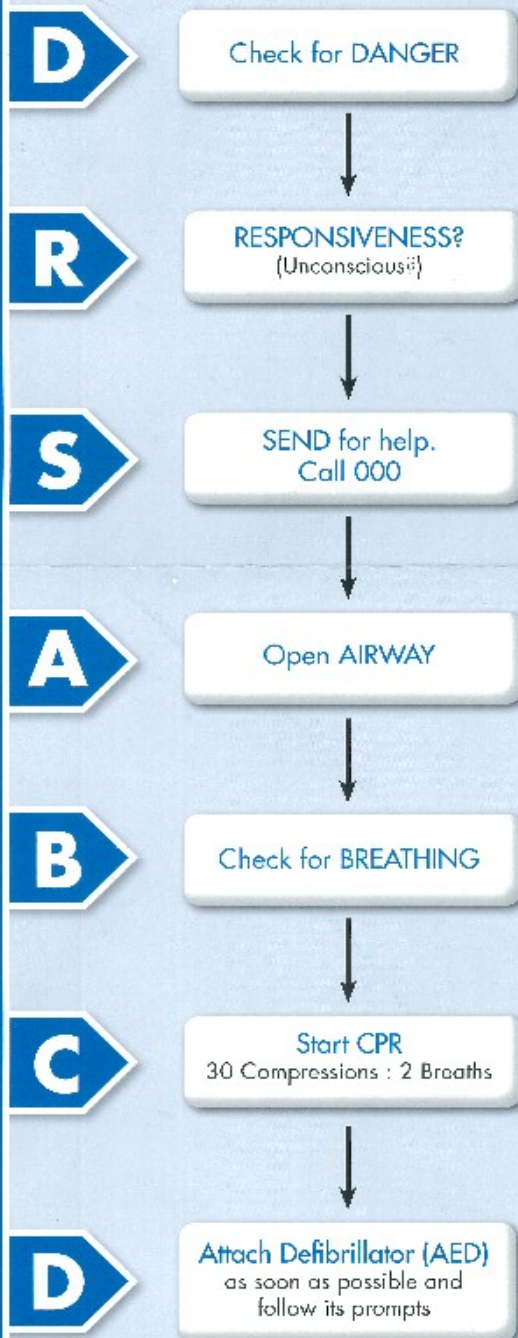 D
Check for DANGER
R
RESPONSIVENESS?
(Unconscious?)
S
SEND for help.
Call 000
A
Open AIRWAY
B
Check for BREATHING
C
Start CPR
30 Compressions : 2 Breaths
D
Attach Defibrillator (AED)
as soon as possible and
follow its prompts